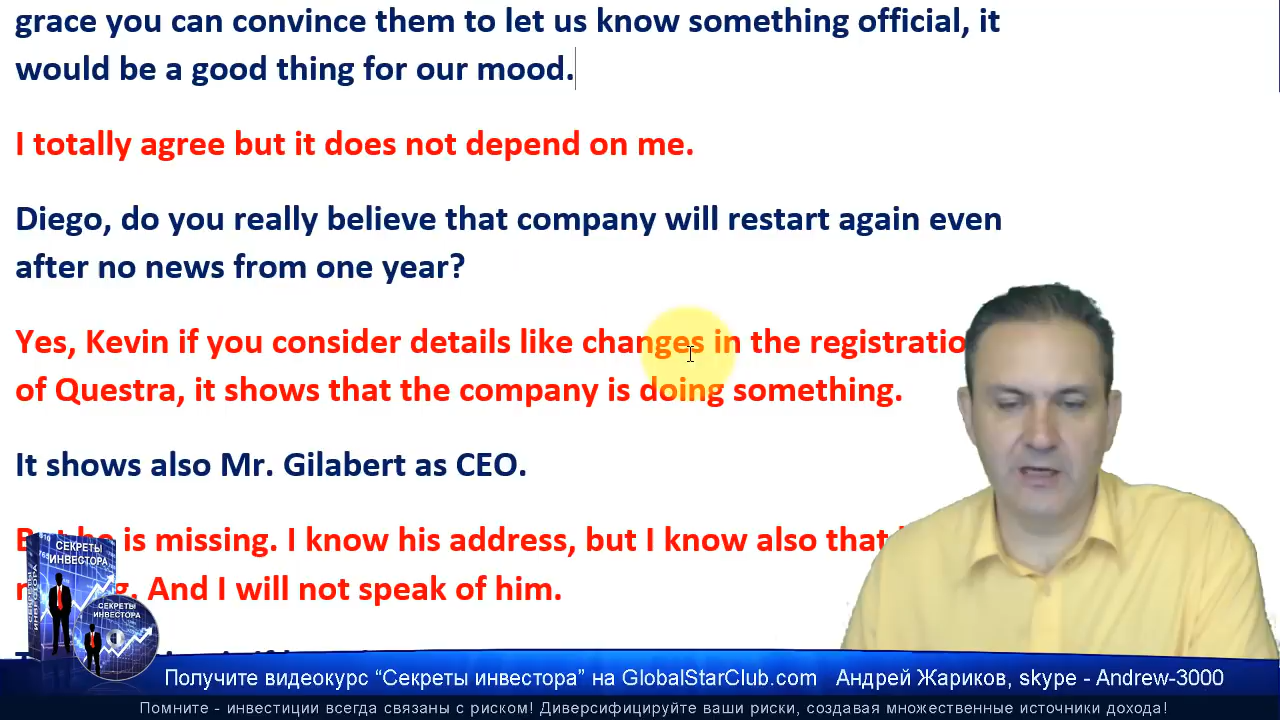 grace you can convince them to let us know something official, it
would be a good thing for our mood.
I totally agree but it does not depend on me.
Diego, do you really believe that company will restart again even
after no news from one year?
Yes, Kevin if you consider details like changes in the registratio
of Questra, it shows that the company is doing something.
It shows also Mr. Gilabert as CEO.
is missing. I know his address, but I know also that
And I will not speak of him.
СЕКРЕТЫ
ИНВЕСТОРА
СЕКРЕТЫ
ИНВЕСТОРА
СЕКРЕТЫ
ИНВЕСТОРА
Получите видеокурс “Секреты инвестора” на GlobalStarClub.com Андрей Жариков, skype - Andrew-3000
Помните - инвестиции всегда связаны с риском! Диверсифицируйте ваши риски, создавая множественные источники дохода!